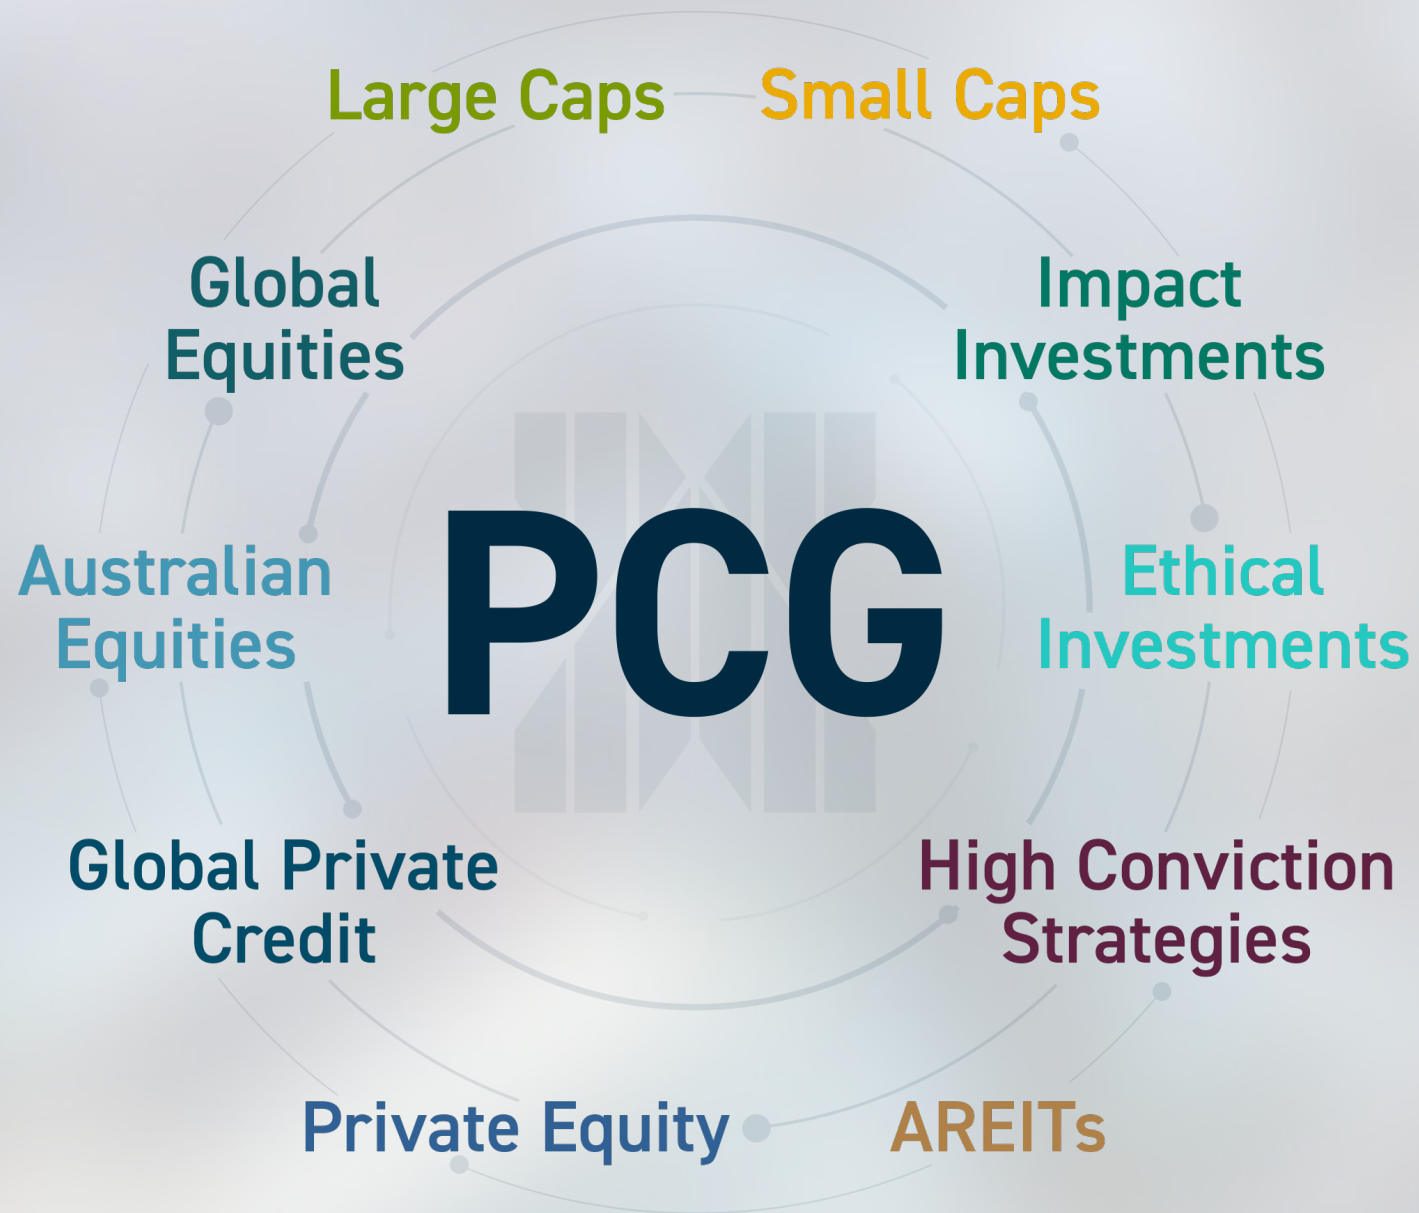 Large Caps
Small Caps
Global
Equities
Impact
Investments
Australian
Equities
PCG
Ethical
Investments
Global Private
Credit
High Conviction
Strategies
Private Equity
AREITs